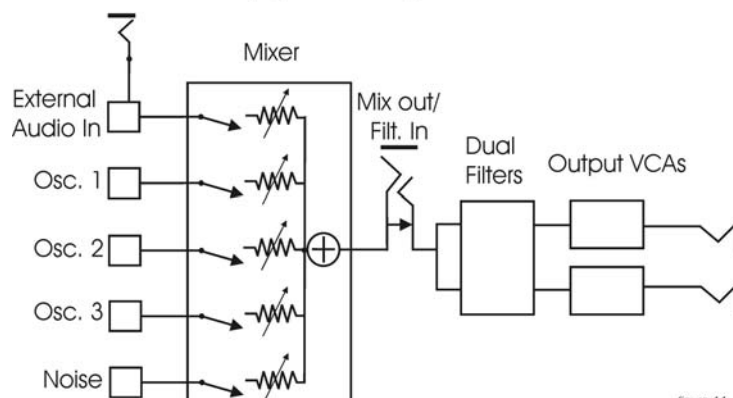 Mixer
External
Audio In
Mix out/
Filt. In
Dual
Filters
Output VCAs
Osc. 1
Osc. 2
Osc. 3
Noise